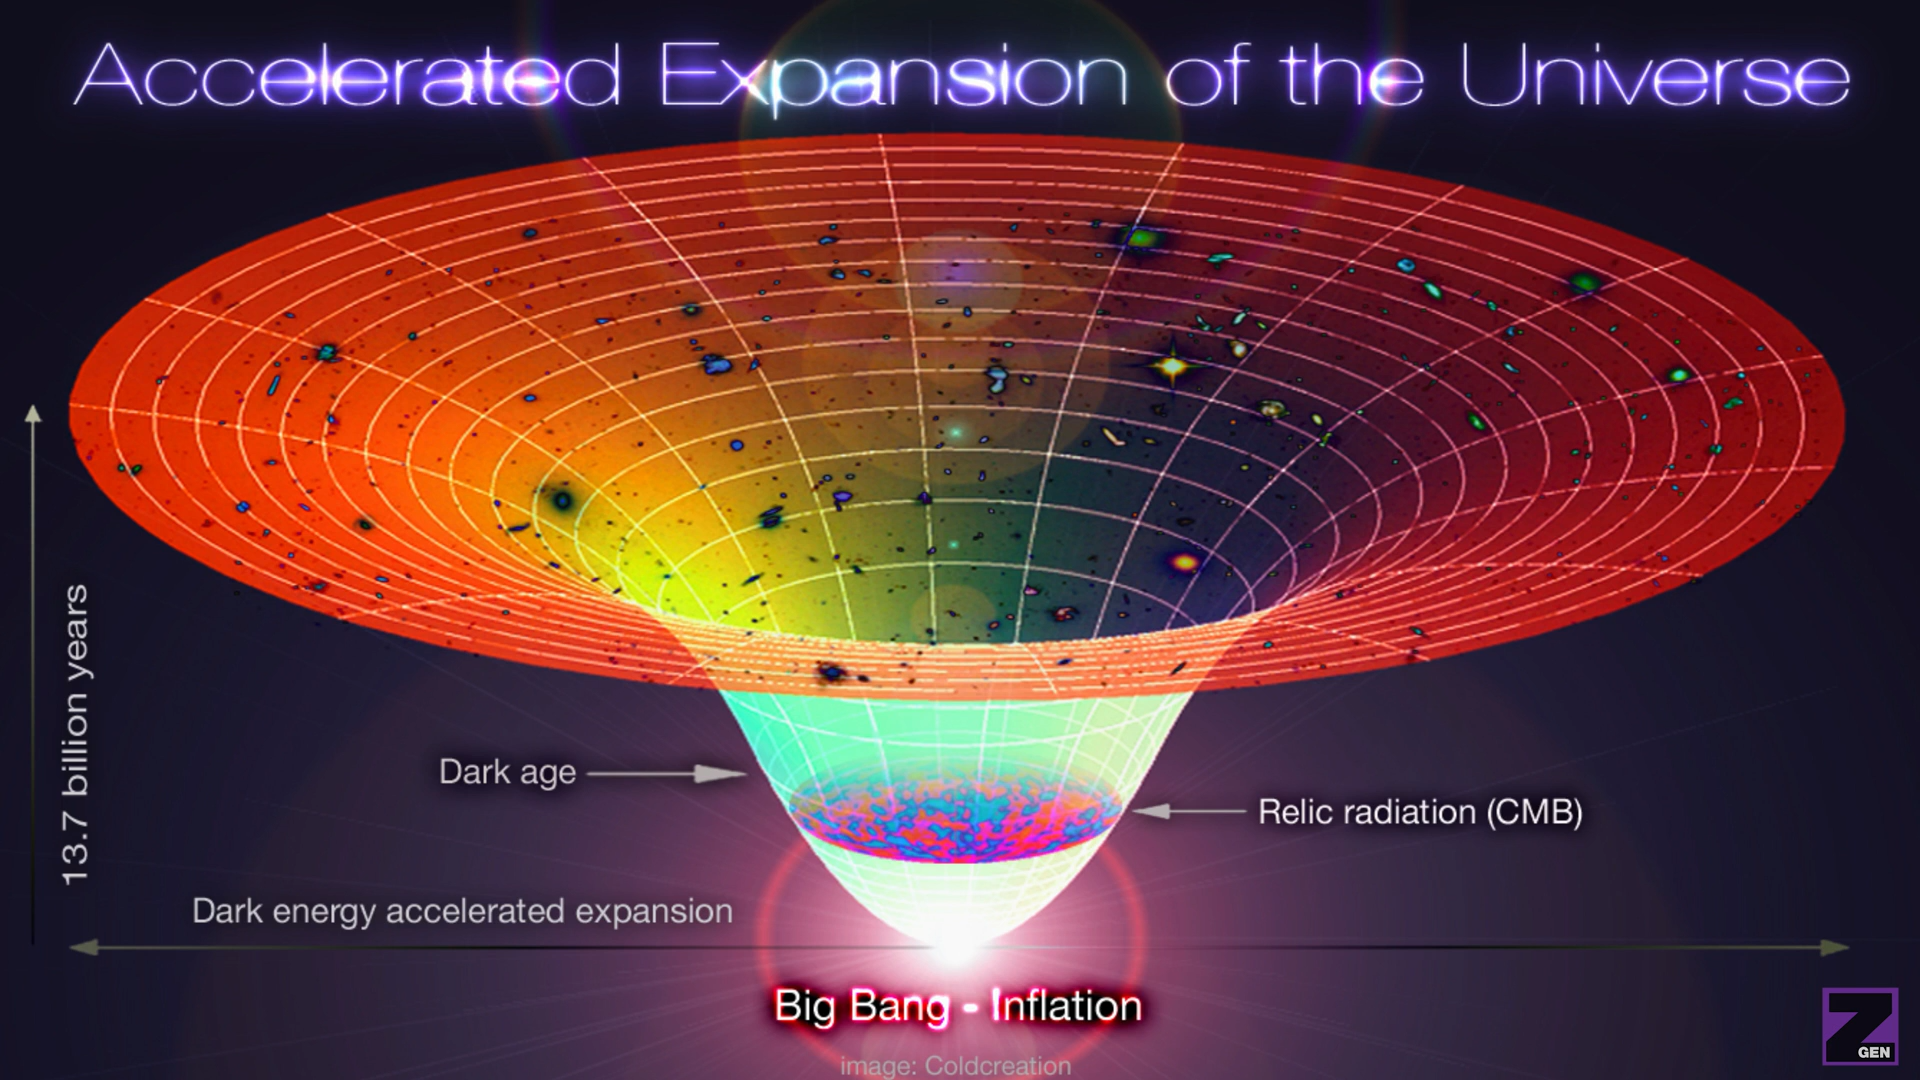 Accelerated Expansion of the Universe
13.7 billion years
Dark age
Relic radiation (CMB)
Dark energy accelerated expansion
Big Bang - Inflation
image: Coldcreation
Z
GEN